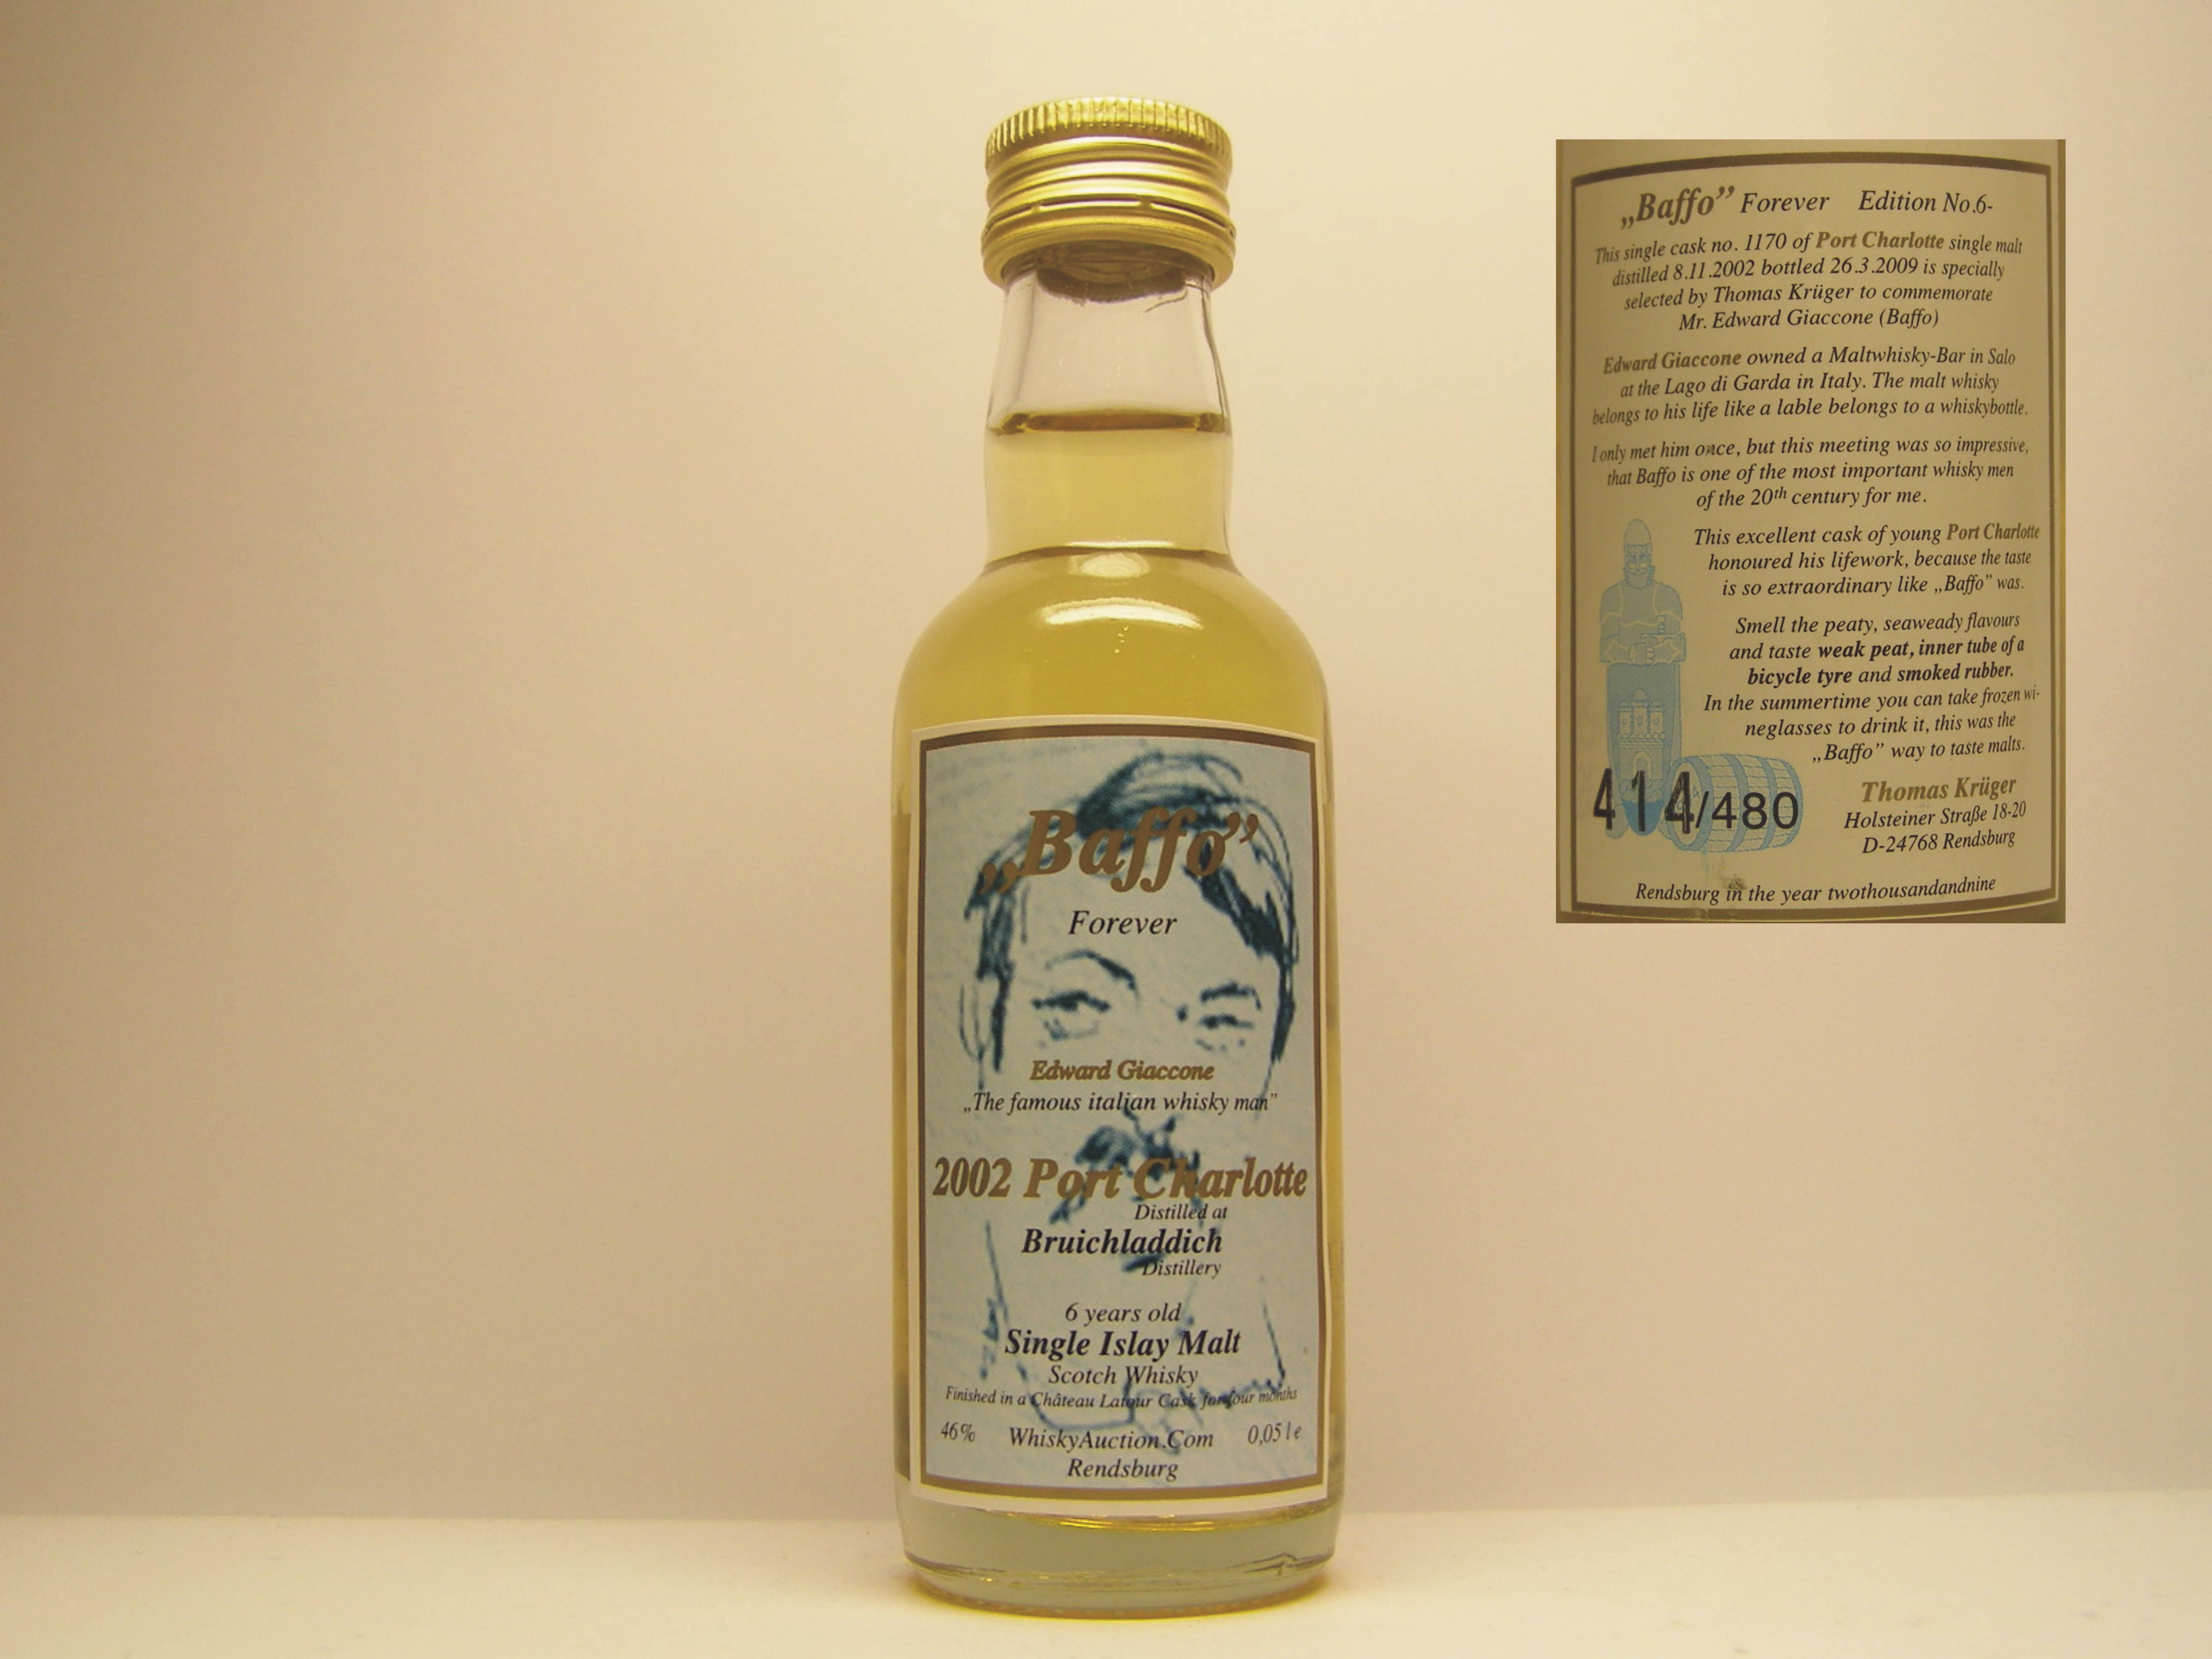 „Baffo”
Forever
Edward Giaccone
„The famous italian whisky man”
2002 Port Charlotte
Distilled at
Bruichladdich
Distillery
6 years old
Single Islay Malt
Scotch Whisky
Finished in a Château Latour Cask for four months
46% WhiskyAuction.Com 0,05 l e
Rendsburg
„Baffo” Forever Edition No.6-
This single cask no. 1170 of Port Charlotte single malt
distilled 8.11.2002 bottled 26.3.2009 is specially
selected by Thomas Krüger to commemorate
Mr. Edward Giaccone (Baffo)
Edward Giaccone owned a Maltwhisky-Bar in Salo
at the Lago di Garda in Italy. The malt whisky
belongs to his life like a lable belongs to a whiskybottle.
I only met him once, but this meeting was so impressive,
that Baffo is one of the most important whisky men
of the 20th century for me.
This excellent cask of young Port Charlotte
honoured his lifework, because the taste
is so extraordinary like „Baffo” was.
Smell the peaty, seaweedy flavours
and taste weak peat, inner tube of a
bicycle tyre and smoked rubber.
In the summertime you can take frozen wi-
neglasses to drink it, this was the
„Baffo” way to taste malts.
414/480
Thomas Krüger
Holsteiner Straße 18-20
D-24768 Rendsburg
Rendsburg in the year twothousandandnine